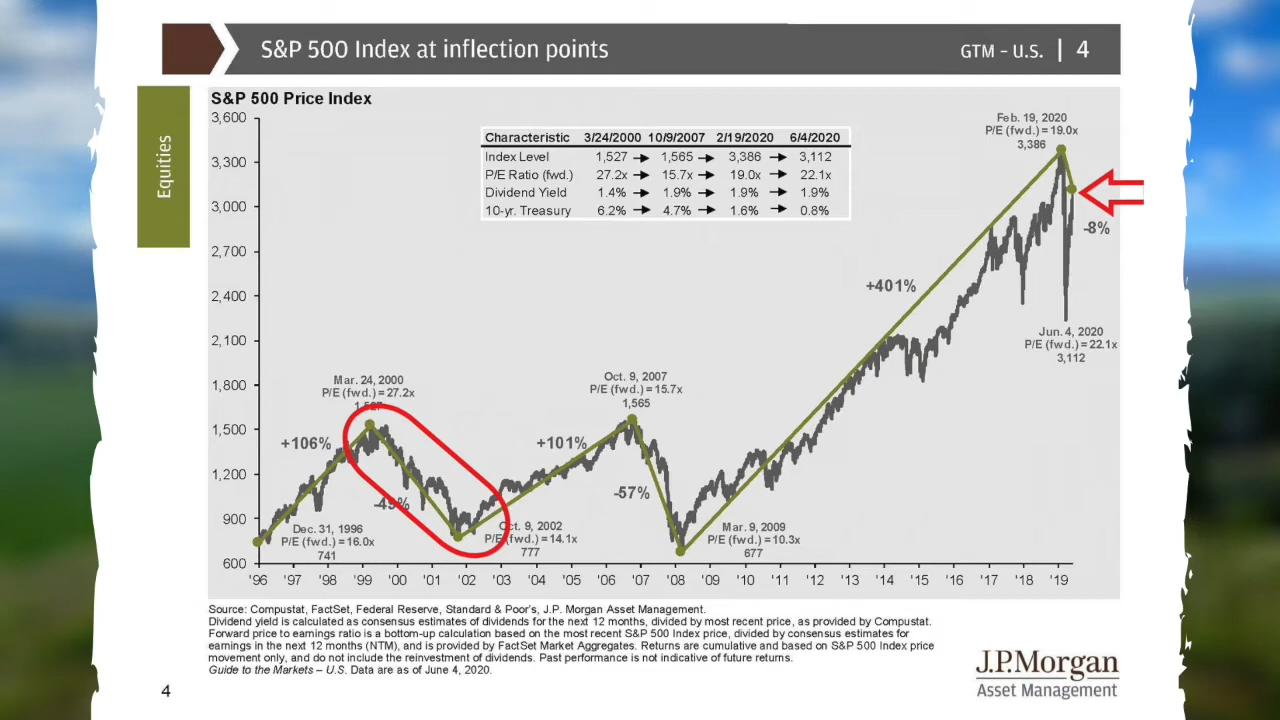 S&P 500 Index at inflection points
GTM – U.S. | 4
Equities
S&P 500 Price Index
3,600
3,300
3,000
2,700
2,400
2,100
1,800
1,500
1,200
900
600
Characteristic 3/24/2000 10/9/2007 2/19/2020 6/4/2020
Index Level 1,527 → 1,565 → 3,386 → 3,112
P/E Ratio (fwd.) 27.2x → 15.7x → 19.0x → 22.1x
Dividend Yield 1.4% → 1.9% → 1.9% → 1.9%
10-yr. Treasury 6.2% → 4.7% → 1.6% → 0.8%
Feb. 19, 2020
P/E (fwd.) = 19.0x
3,386
-8%
+401%
Jun. 4, 2020
P/E (fwd.) = 22.1x
3,112
Mar. 24, 2000
P/E (fwd.) = 27.2x
1,527
Oct. 9, 2007
P/E (fwd.) = 15.7x
1,565
+106%
+101%
-49%
-57%
Dec. 31, 1996
P/E (fwd.) = 16.0x
741
Oct. 9, 2002
P/E (fwd.) = 14.1x
777
Mar. 9, 2009
P/E (fwd.) = 10.3x
677
'96 '97 '98 '99 '00 '01 '02 '03 '04 '05 '06 '07 '08 '09 '10 '11 '12 '13 '14 '15 '16 '17 '18 '19
Source: Compustat, FactSet, Federal Reserve, Standard & Poor's, J.P. Morgan Asset Management.
Dividend yield is calculated as consensus estimates of dividends for the next 12 months, divided by most recent price, as provided by Compustat.
Forward price to earnings ratio is a bottom-up calculation based on the most recent S&P 500 Index price, divided by consensus estimates for
earnings in the next 12 months (NTM), and is provided by FactSet Market Aggregates. Returns are cumulative and based on S&P 500 Index price
movement only, and do not include the reinvestment of dividends. Past performance is not indicative of future returns.
Guide to the Markets – U.S. Data are as of June 4, 2020.
J.P.Morgan
Asset Management
4